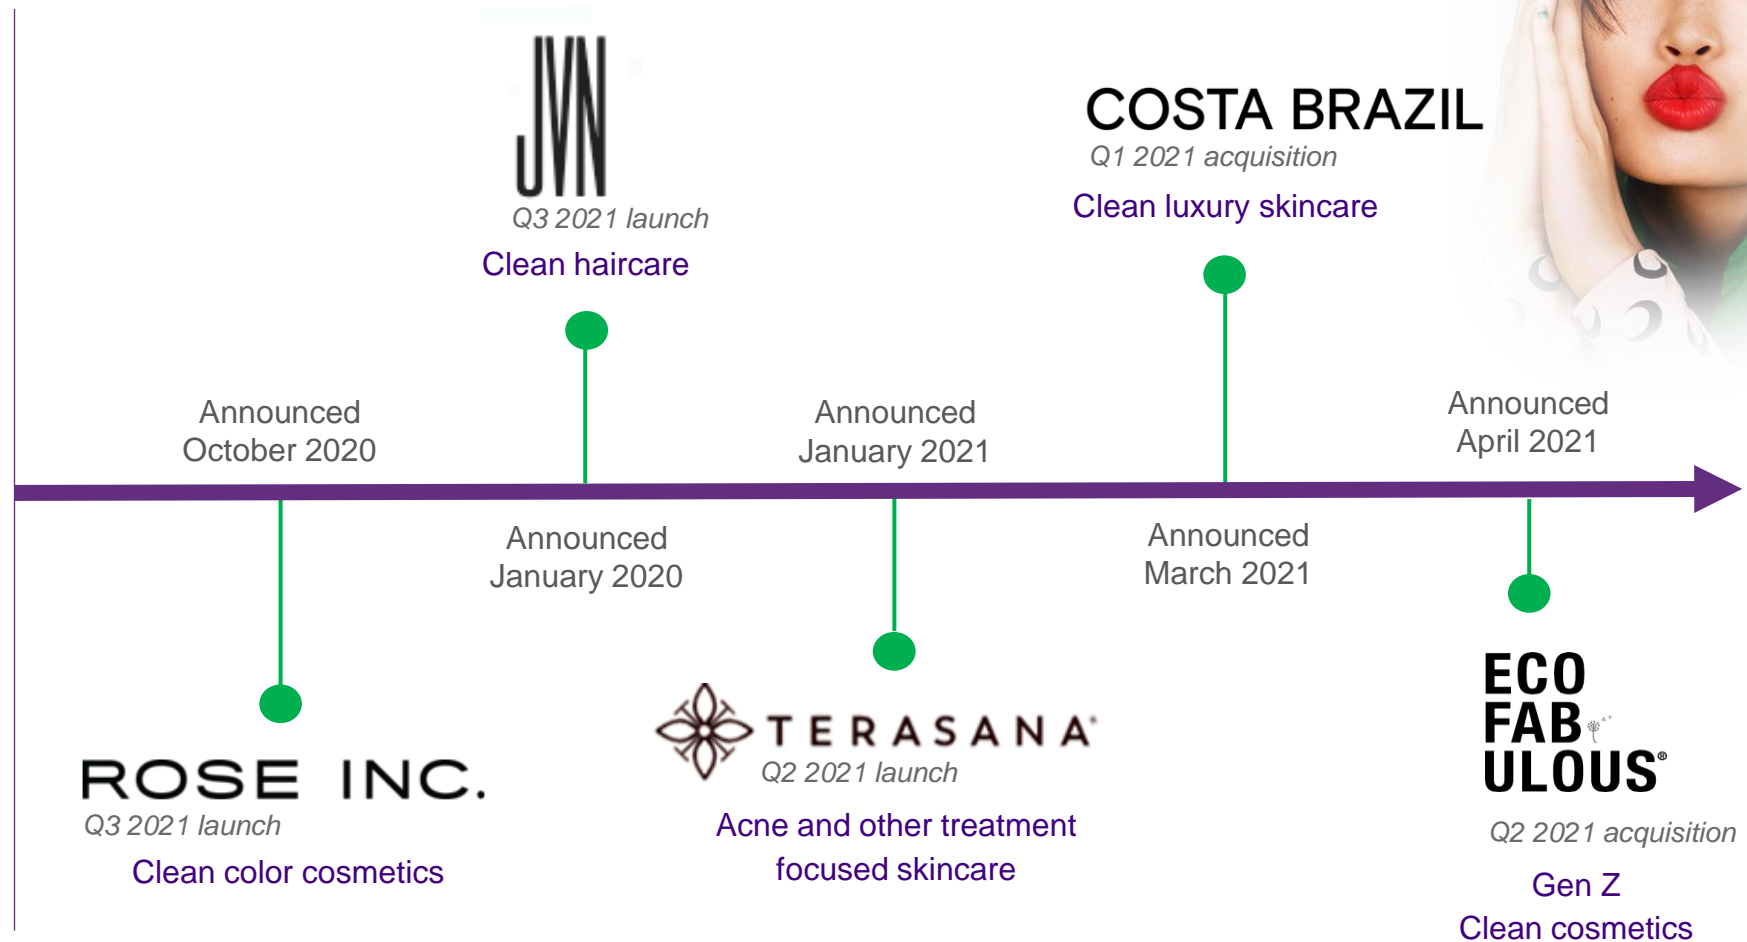 JVN
Q3 2021 launch
Clean haircare
COSTA BRAZIL
Q1 2021 acquisition
Clean luxury skincare
Announced
October 2020
Announced
January 2021
Announced
April 2021
Announced
January 2020
Announced
March 2021
ROSE INC.
Q3 2021 launch
Clean color cosmetics
TERASANA®
Q2 2021 launch
Acne and other treatment
focused skincare
ECO
FAB
ULOUS®
Q2 2021 acquisition
Gen Z
Clean cosmetics